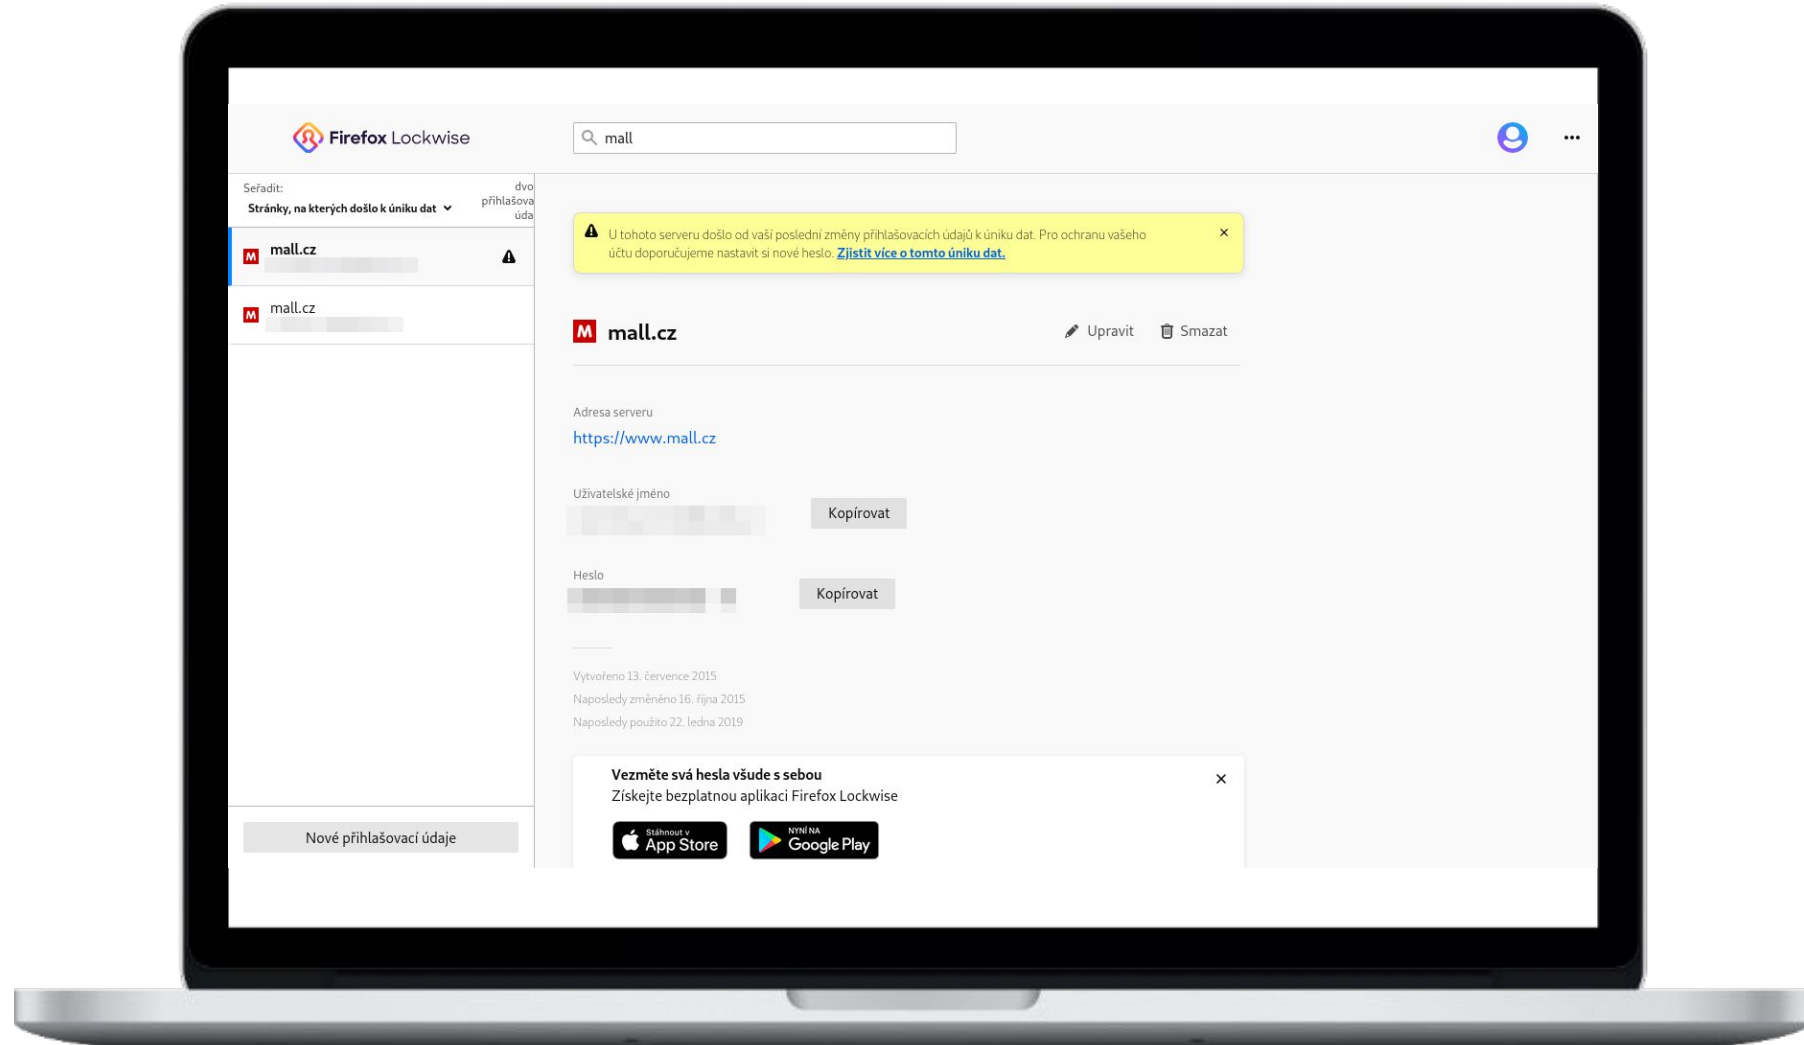 Firefox Lockwise
mall
Seřadit:
Stránky, na kterých došlo k úniku dat
dvo
přihlašova
úda
mall.cz
mall.cz
Nové přihlašovací údaje
U tohoto serveru došlo od vaší poslední změny přihlašovacích údajů k úniku dat. Pro ochranu vašeho
účtu doporučujeme nastavit si nové heslo. Zjistit více o tomto úniku dat.
M mall.cz
Upravit
Smazat
Adresa serveru
https://www.mall.cz
Uživatelské jméno
Kopírovat
Heslo
Kopírovat
Vytvořeno 13. července 2015
Naposledy změněno 16. října 2015
Naposledy použito 22. ledna 2019
Vezměte svá hesla všude s sebou
Získejte bezplatnou aplikaci Firefox Lockwise
Stáhnout v
App Store
NYNÍ NA
Google Play